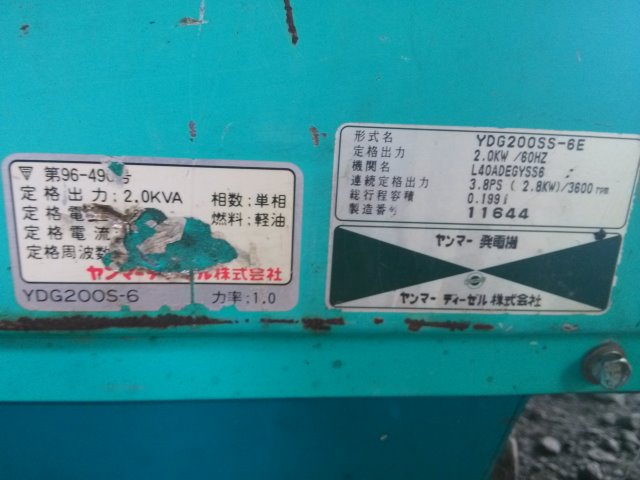 第96-49
定格出力:2.0KVA
相数:単相
定格電
燃料:軽油
定格電流
定格周波数
ヤンマーディーゼル株式会社
YDG200S-6
力率:1.0
形式名 YDG200SS-6E
定格出力 2.0KW/60HZ
機関名 L40ADEGYSS6
連続定格出力 3.8PS(2.8KW)/3600rpm
総行程容積 0.199ℓ
製造番号 11644
ヤンマー 発電機
ヤンマー ディーゼル 株式会社